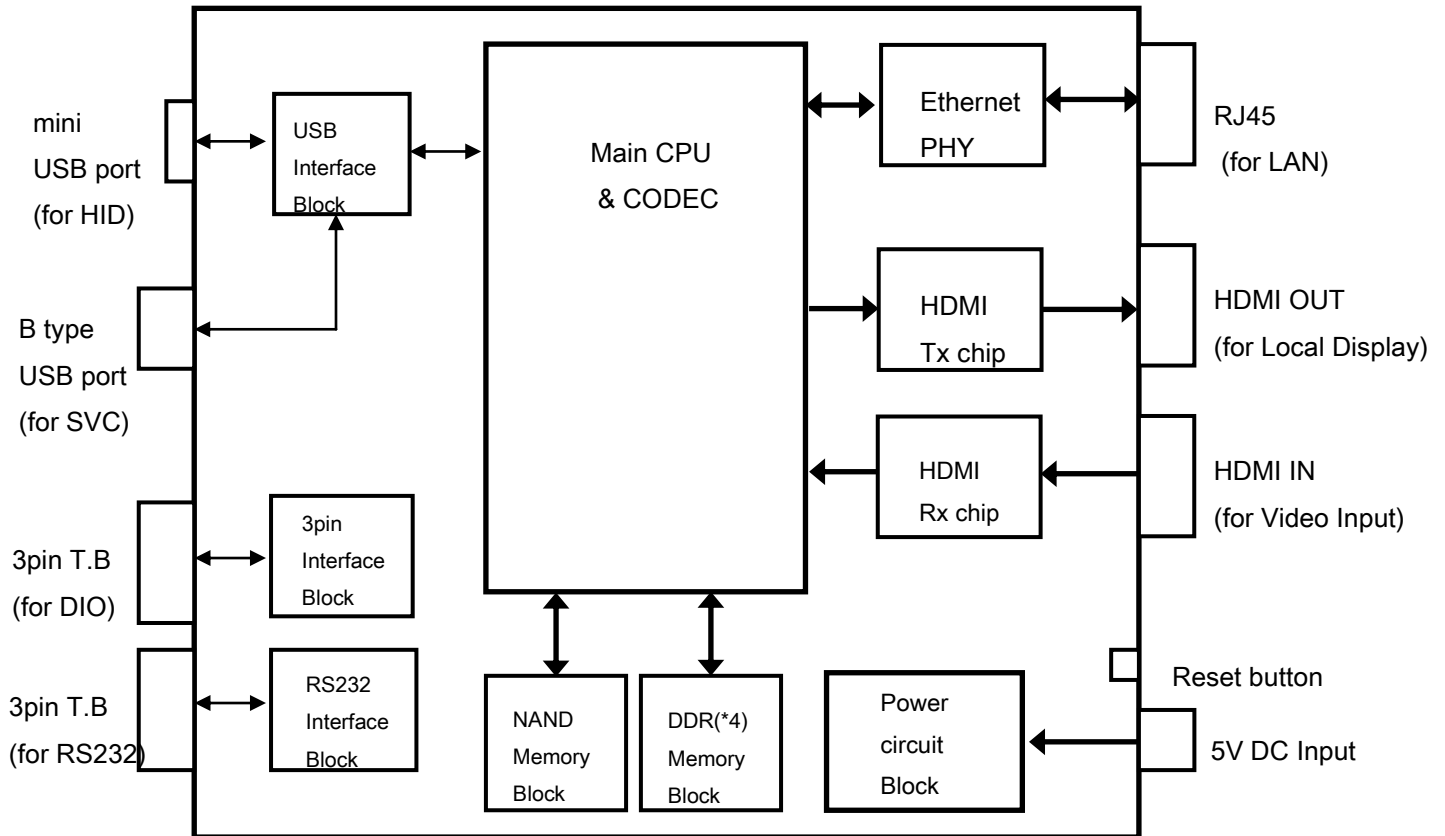 mini
USB port
(for HID)
B type
USB port
(for SVC)
3pin T.B
(for DIO)
3pin T.B
(for RS232)
USB
Interface
Block
3pin
Interface
Block
RS232
Interface
Block
Main CPU
& CODEC
NAND
Memory
Block
DDR(*4)
Memory
Block
Ethernet
PHY
HDMI
Tx chip
HDMI
Rx chip
Power
circuit
Block
RJ45
(for LAN)
HDMI OUT
(for Local Display)
HDMI IN
(for Video Input)
Reset button
5V DC Input